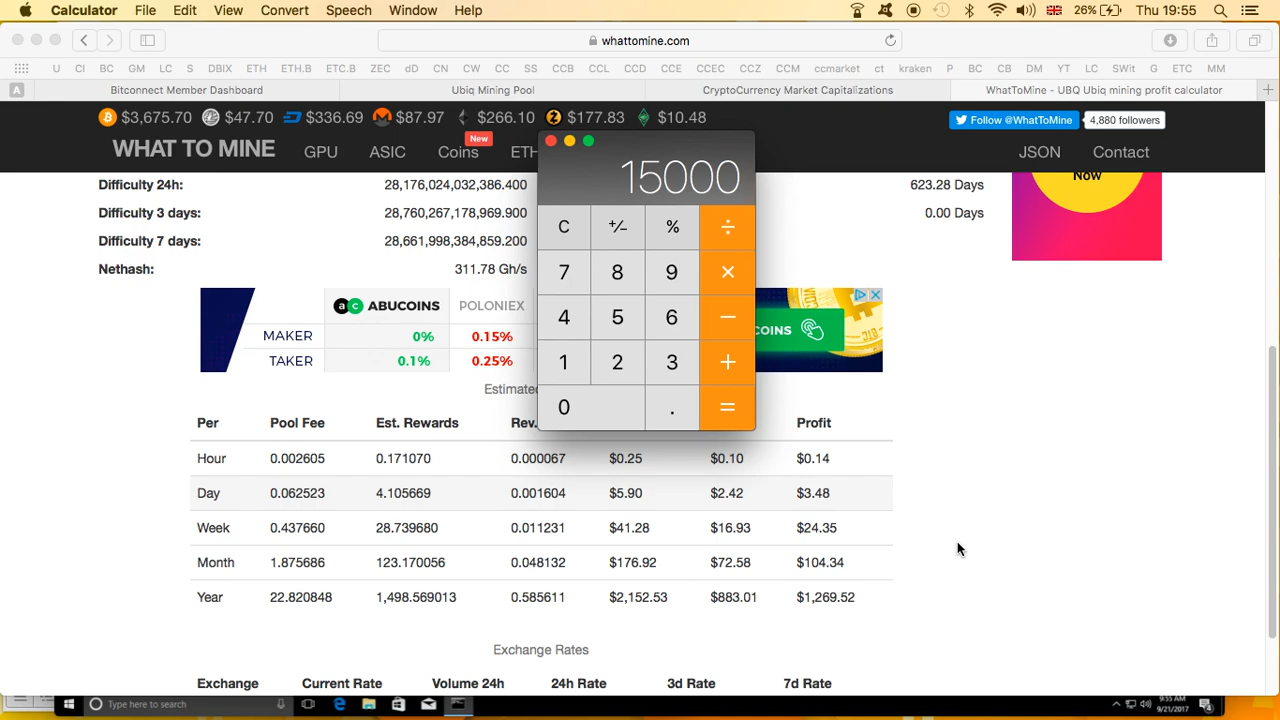 Calculator File Edit View Convert Speech Window Help 26% Thu 19:55
whattomine.com
U CI BC GM LC S DBIX ETH ETH.B ETC.B ZEC dD CN CW CC SS CCB CCL CCD CCE CCEC CCZ CCM ccmarket ct kraken P BC CB DM YT LC SWit G ETC MM
A Bitconnect Member Dashboard Ubiq Mining Pool CryptoCurrency Market Capitalizations WhatToMine - UBQ Ubiq mining profit calculator +
$3,675.70 $47.70 $336.69 $87.97 $266.10 $177.83 $10.48 Follow @WhatToMine 4,880 followers
New
WHAT TO MINE GPU ASIC Coins ETH JSON Contact
15000
Now
Difficulty 24h: 28,176,024,032,386.400 623.28 Days
Difficulty 3 days: 28,760,267,178,969.900 0.00 Days
Difficulty 7 days: 28,661,998,384,859.200
Nethash: 311.78 Gh/s
C +/− % ÷
7 8 9 ×
4 5 6 −
1 2 3 +
0 . =
ac ABUCOINS POLONIEX
MAKER 0% 0.15%
TAKER 0.1% 0.25%
COINS
Estimated
Per Pool Fee Est. Rewards Rev. Profit
Hour 0.002605 0.171070 0.000067 $0.25 $0.10 $0.14
Day 0.062523 4.105669 0.001604 $5.90 $2.42 $3.48
Week 0.437660 28.739680 0.011231 $41.28 $16.93 $24.35
Month 1.875686 123.170056 0.048132 $176.92 $72.58 $104.34
Year 22.820848 1,498.569013 0.585611 $2,152.53 $883.01 $1,269.52
Exchange Rates
Exchange Current Rate Volume 24h 24h Rate 3d Rate 7d Rate
Type here to search
9:55 AM
9/21/2017